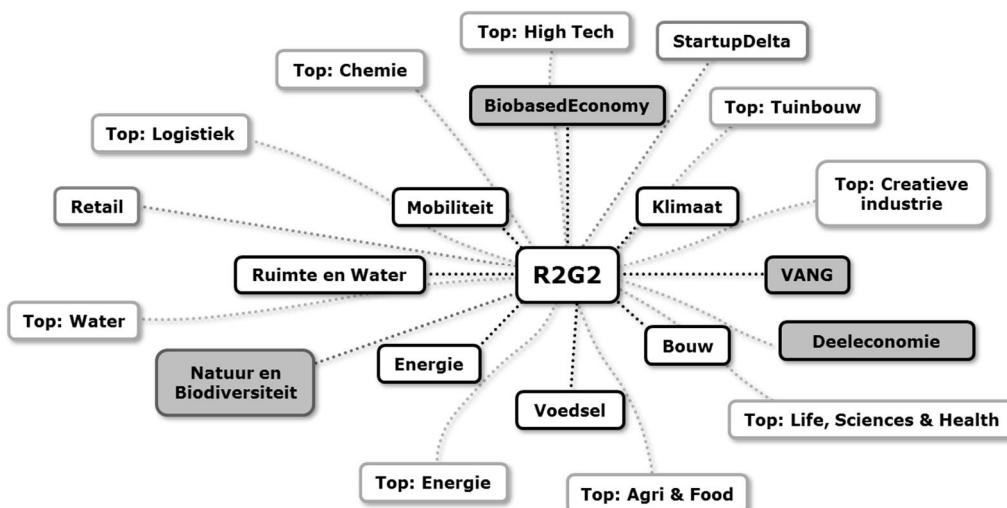 Top: High Tech
StartupDelta
Top: Chemie
BiobasedEconomy
Top: Tuinbouw
Top: Logistiek
Top: Creatieve
industrie
Retail
Mobiliteit
Klimaat
Ruimte en Water
R2G2
VANG
Top: Water
Natuur en
Biodiversiteit
Energie
Bouw
Deeleconomie
Voedsel
Top: Life, Sciences & Health
Top: Energie
Top: Agri & Food